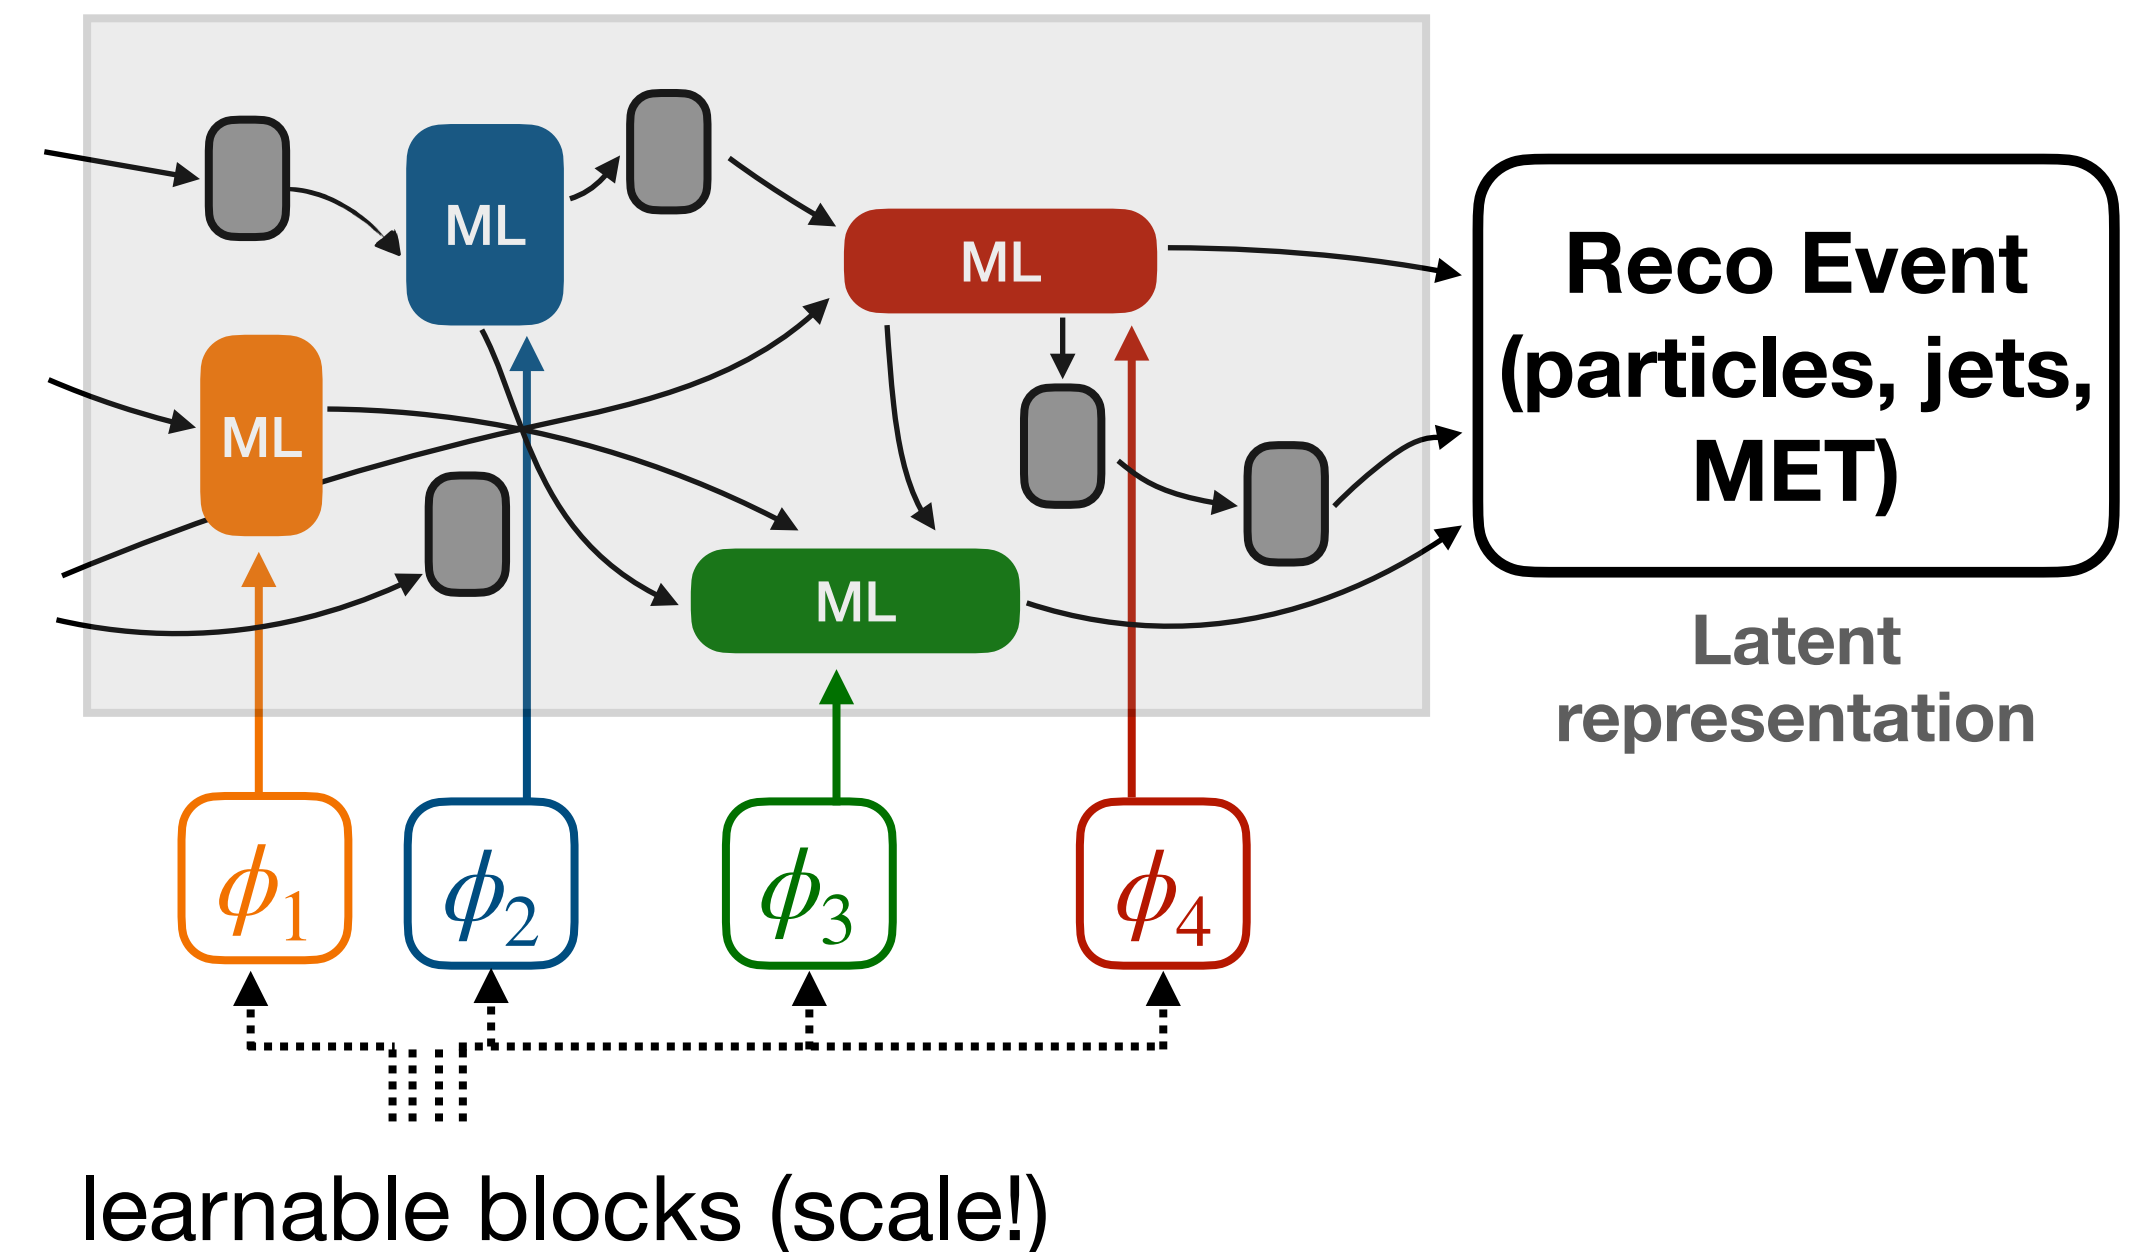 ML
ML
ML
ML
Reco Event
(particles, jets,
MET)
Latent
representation
ϕ1
ϕ2
ϕ3
ϕ4
learnable blocks (scale!)